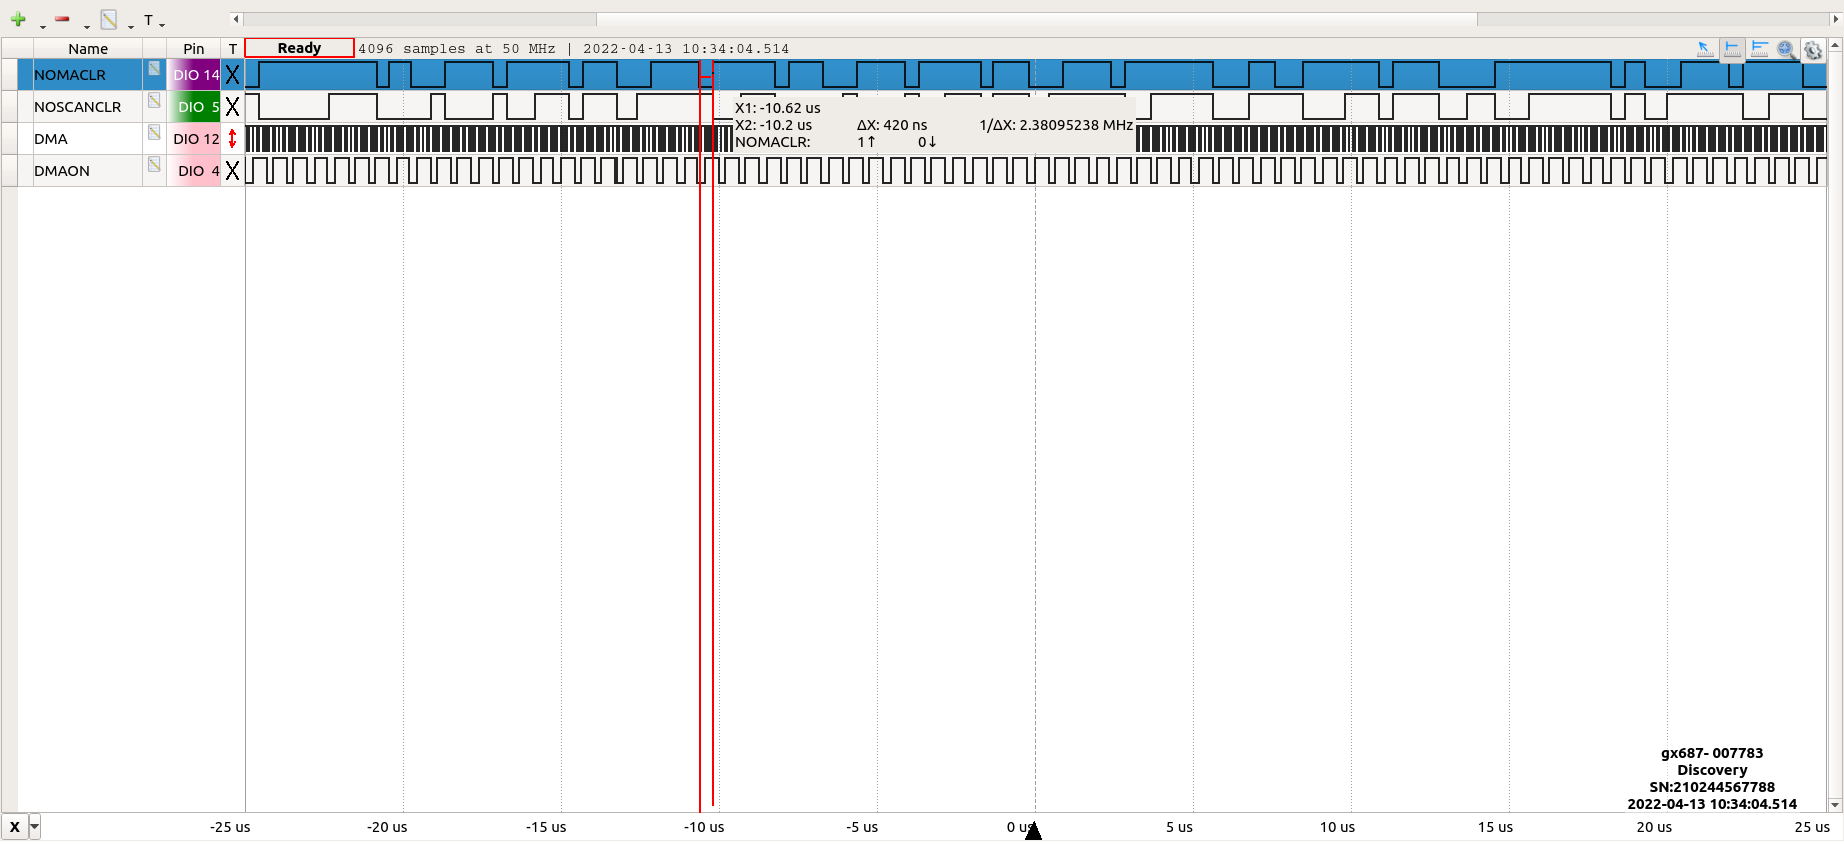 T
Name Pin T Ready 4096 samples at 50 MHz | 2022-04-13 10:34:04.514
NOMACLR DIO 14 X
NOSCANCLR DIO 5 X
DMA DIO 12
DMAON DIO 4 X
X1: -10.62 us
X2: -10.2 us ΔX: 420 ns 1/ΔX: 2.38095238 MHz
NOMACLR: 1↑ 0↓
gx687- 007783
Discovery
SN:210244567788
2022-04-13 10:34:04.514
X -25 us -20 us -15 us -10 us -5 us 0 us 5 us 10 us 15 us 20 us 25 us